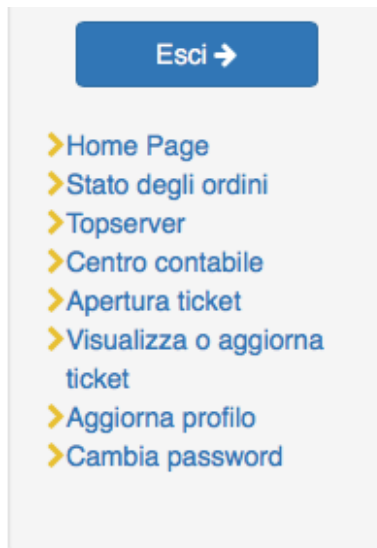 Esci
Home Page
Stato degli ordini
Topserver
Centro contabile
Apertura ticket
Visualizza o aggiorna
ticket
Aggiorna profilo
Cambia password